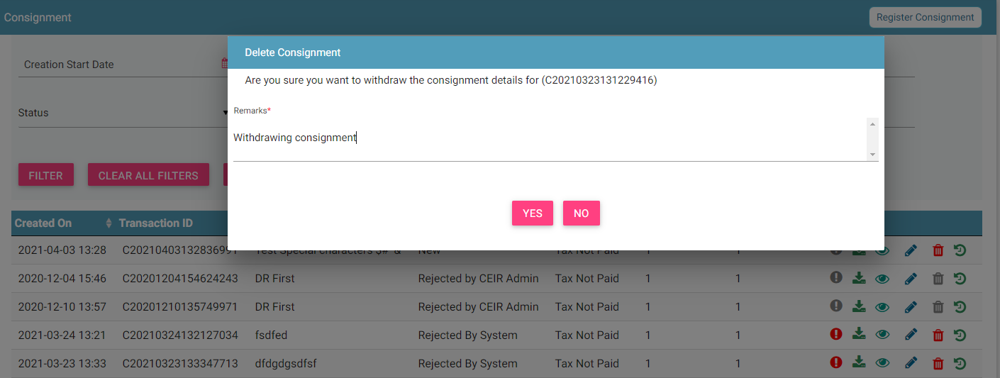 Consignment
Register Consignment
Delete Consignment
Creation Start Date
Are you sure you want to withdraw the consignment details for (C20210323131229416)
Remarks*
Status
Withdrawing consignment
FILTER
CLEAR ALL FILTERS
YES
NO
Created On Transaction ID
2021-04-03 13:28 C20210403132836991 Test Special characters New Tax Not Paid 1 1
2020-12-04 15:46 C20201204154624243 DR First Rejected by CEIR Admin Tax Not Paid 1 1
2020-12-10 13:57 C20201210135749971 DR First Rejected by CEIR Admin Tax Not Paid 1 1
2021-03-24 13:21 C20210324132127034 fsdfed Rejected By System Tax Not Paid 1 1
2021-03-23 13:33 C20210323133347713 dfdgdgsdfsf Rejected By System Tax Not Paid 1 1